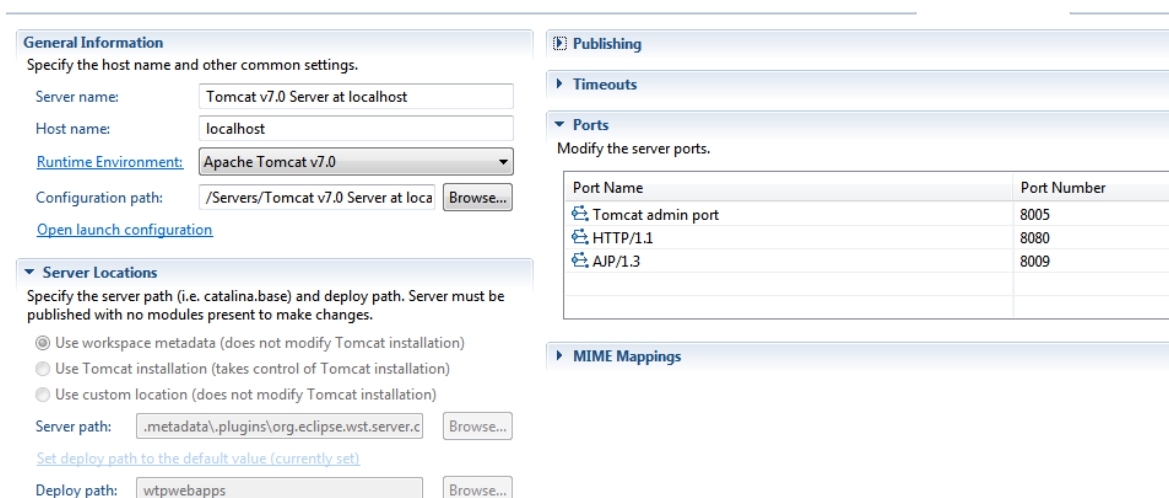 General Information
Specify the host name and other common settings.
Server name: Tomcat v7.0 Server at localhost
Host name: localhost
Runtime Environment: Apache Tomcat v7.0
Configuration path: /Servers/Tomcat v7.0 Server at loca Browse...
Open launch configuration
Server Locations
Specify the server path (i.e. catalina.base) and deploy path. Server must be
published with no modules present to make changes.
Use workspace metadata (does not modify Tomcat installation)
Use Tomcat installation (takes control of Tomcat installation)
Use custom location (does not modify Tomcat installation)
Server path: .metadata\.plugins\org.eclipse.wst.server.c Browse...
Set deploy path to the default value (currently set)
Deploy path: wtpwebapps Browse...
Publishing
Timeouts
Ports
Modify the server ports.
Port Name Port Number
Tomcat admin port 8005
HTTP/1.1 8080
AJP/1.3 8009
MIME Mappings